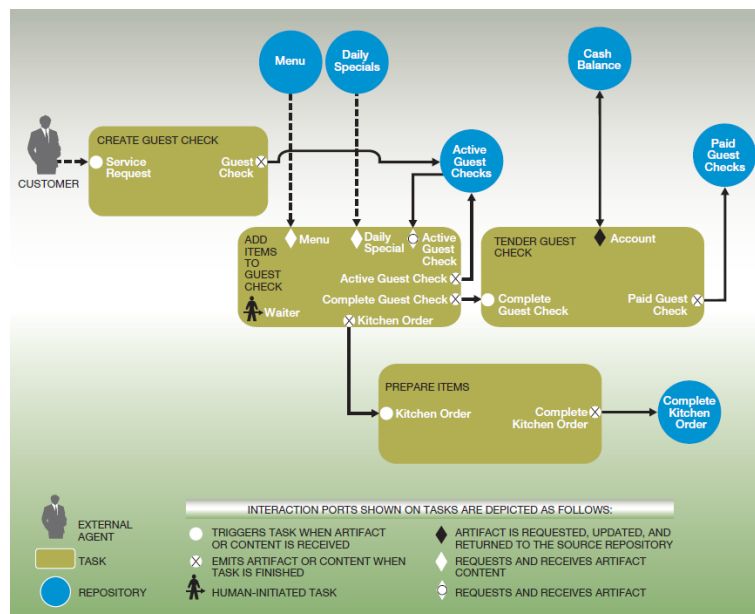 Menu
Daily
Specials
Cash
Balance
CUSTOMER
CREATE GUEST CHECK
Service
Request
Guest
Check
Active
Guest
Checks
Paid
Guest
Checks
ADD
ITEMS
TO
GUEST
CHECK
Menu
Daily
Special
Active
Guest
Check
Active Guest Check
Complete Guest Check
Waiter
Kitchen Order
TENDER GUEST
CHECK
Account
Complete
Guest Check
Paid Guest
Check
PREPARE ITEMS
Kitchen Order
Complete
Kitchen Order
Complete
Kitchen
Order
EXTERNAL
AGENT
TASK
REPOSITORY
INTERACTION PORTS SHOWN ON TASKS ARE DEPICTED AS FOLLOWS:
TRIGGERS TASK WHEN ARTIFACT
OR CONTENT IS RECEIVED
EMITS ARTIFACT OR CONTENT WHEN
TASK IS FINISHED
HUMAN-INITIATED TASK
ARTIFACT IS REQUESTED, UPDATED, AND
RETURNED TO THE SOURCE REPOSITORY
REQUESTS AND RECEIVES ARTIFACT
CONTENT
REQUESTS AND RECEIVES ARTIFACT